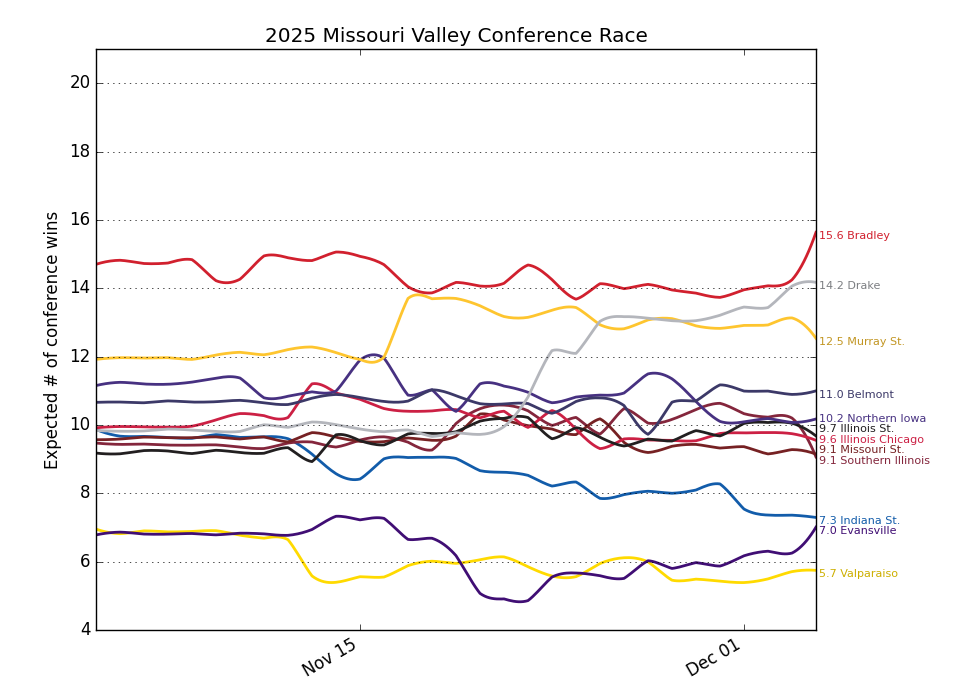 2025 Missouri Valley Conference Race
Expected # of conference wins
20
18
16
14
12
10
8
6
4
Nov 15
Dec 01
15.6 Bradley
14.2 Drake
12.5 Murray St.
11.0 Belmont
10.2 Northern Iowa
9.7 Illinois St.
9.6 Illinois Chicago
9.1 Missouri St.
9.1 Southern Illinois
7.3 Indiana St.
7.0 Evansville
5.7 Valparaiso